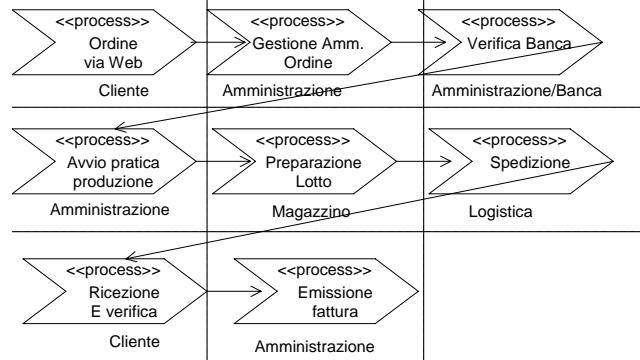 <<process>>
Ordine
via Web
Cliente
<<process>>
Gestione Amm.
Ordine
Amministrazione
<<process>>
Verifica Banca
Amministrazione/Banca
<<process>>
Avvio pratica
produzione
Amministrazione
<<process>>
Preparazione
Lotto
Magazzino
<<process>>
Spedizione
Logistica
<<process>>
Ricezione
E verifica
Cliente
<<process>>
Emissione
fattura
Amministrazione